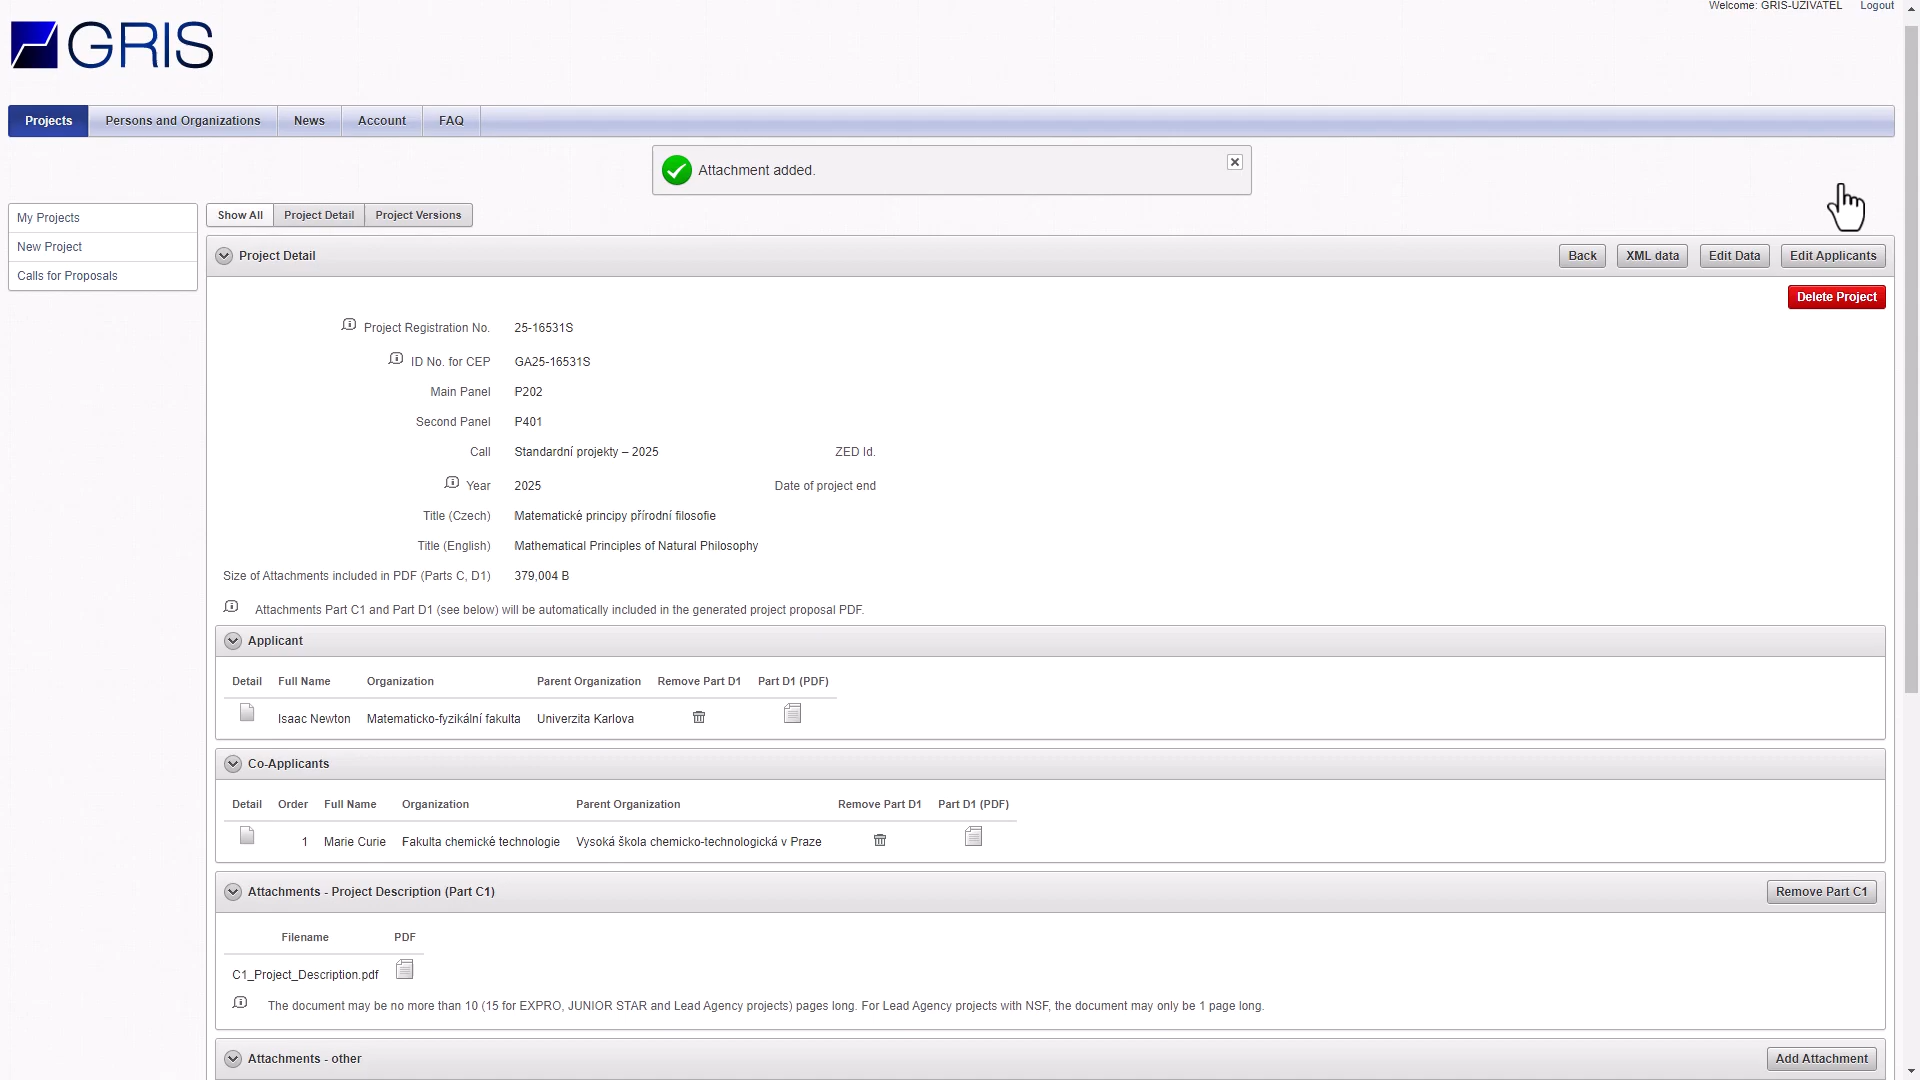 Welcome: GRIS-UZIVATEL Logout
GRIS
Projects Persons and Organizations News Account FAQ
Attachment added.
My Projects
New Project
Calls for Proposals
Show All Project Detail Project Versions
Project Detail Back XML data Edit Data Edit Applicants
Delete Project
Project Registration No. 25-16531S
ID No. for CEP GA25-16531S
Main Panel P202
Second Panel P401
Call Standardní projekty – 2025 ZED Id.
Year 2025 Date of project end
Title (Czech) Matematické principy přírodní filosofie
Title (English) Mathematical Principles of Natural Philosophy
Size of Attachments included in PDF (Parts C, D1) 379,004 B
Attachments Part C1 and Part D1 (see below) will be automatically included in the generated project proposal PDF.
Applicant
Detail Full Name Organization Parent Organization Remove Part D1 Part D1 (PDF)
Isaac Newton Matematicko-fyzikální fakulta Univerzita Karlova
Co-Applicants
Detail Order Full Name Organization Parent Organization Remove Part D1 Part D1 (PDF)
1 Marie Curie Fakulta chemické technologie Vysoká škola chemicko-technologická v Praze
Attachments - Project Description (Part C1) Remove Part C1
Filename PDF
C1_Project_Description.pdf
The document may be no more than 10 (15 for EXPRO, JUNIOR STAR and Lead Agency projects) pages long. For Lead Agency projects with NSF, the document may only be 1 page long.
Attachments - other Add Attachment